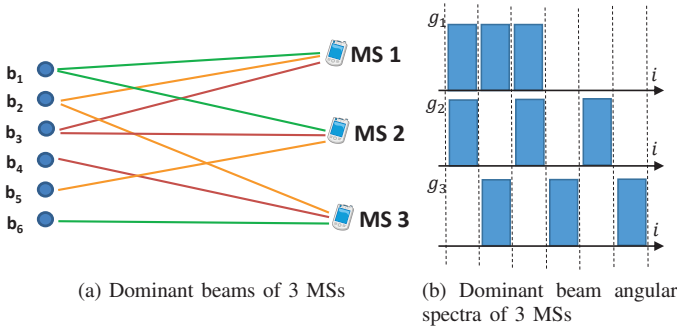 b1
b2
b3
b4
b5
b6
MS 1
MS 2
MS 3
(a) Dominant beams of 3 MSs
g1
i
g2
i
g3
i
(b) Dominant beam angular
spectra of 3 MSs